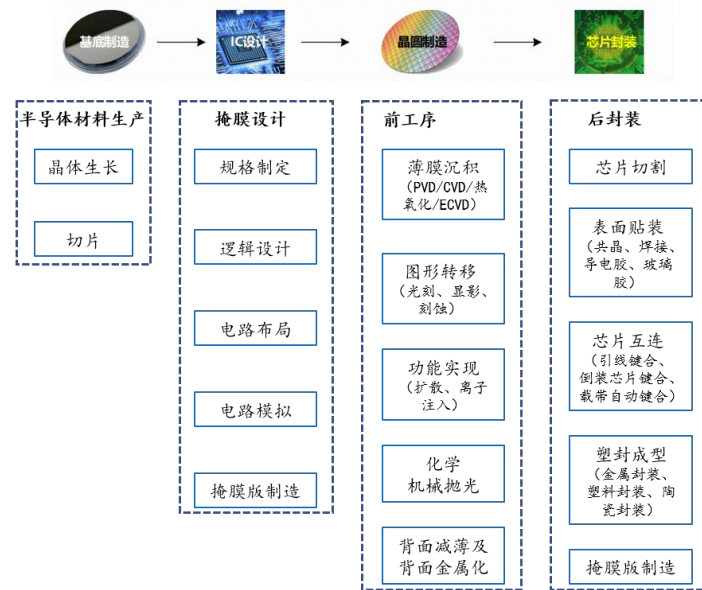 基底制造
IC设计
晶圆制造
芯片封装
半导体材料生产
晶体生长
切片
掩膜设计
规格制定
逻辑设计
电路布局
电路模拟
掩膜版制造
前工序
薄膜沉积
（PVD/CVD/热
氧化/ECVD）
图形转移
（光刻、显影、
刻蚀）
功能实现
（扩散、离子
注入）
化学
机械抛光
背面减薄及
背面金属化
后封装
芯片切割
表面贴装
（共晶、焊接、
导电胶、玻璃
胶）
芯片互连
（引线键合、
倒装芯片键合、
载带自动键合）
塑封成型
（金属封装、
塑料封装、陶
瓷封装）
掩膜版制造